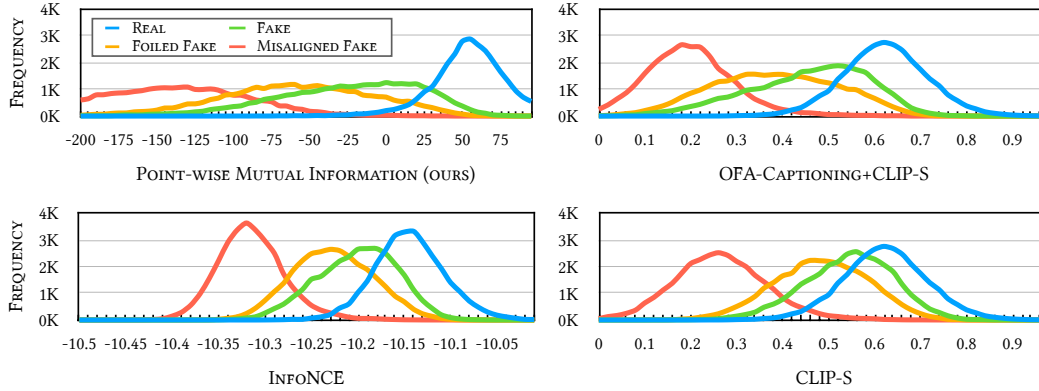 4K
3K
2K
1K
0K
FREQUENCY
REAL
FAKE
FOILED FAKE
MISALIGNED FAKE
-200 -175 -150 -125 -100 -75 -50 -25 0 25 50 75
POINT-WISE MUTUAL INFORMATION (OURS)
4K
3K
2K
1K
0K
0 0.1 0.2 0.3 0.4 0.5 0.6 0.7 0.8 0.9
OFA-CAPTIONING+CLIP-S
4K
3K
2K
1K
0K
FREQUENCY
-10.5 -10.45 -10.4 -10.35 -10.3 -10.25 -10.2 -10.15 -10.1 -10.05
INFONCE
4K
3K
2K
1K
0K
0 0.1 0.2 0.3 0.4 0.5 0.6 0.7 0.8 0.9
CLIP-S